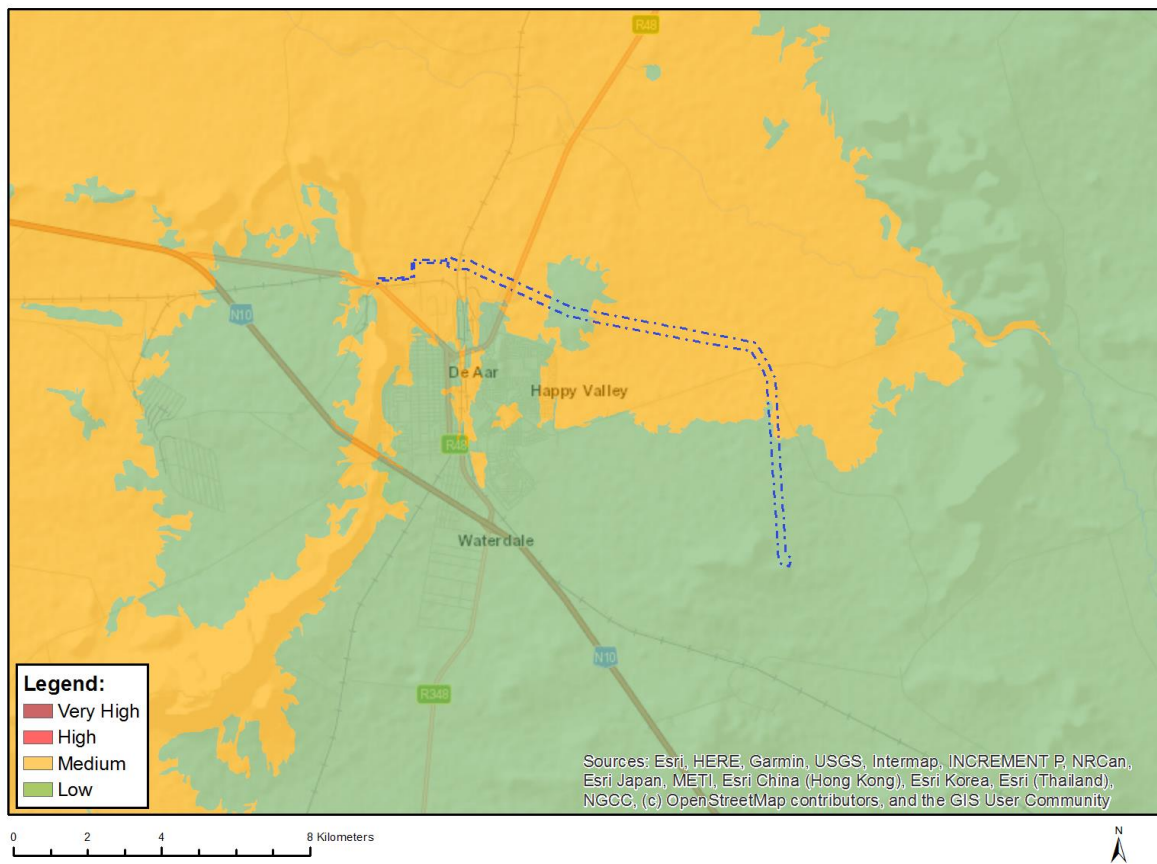 R48
N10
De Aar
Happy Valley
R48
Waterdale
N10
R348
Legend:
Very High
High
Medium
Low
Sources: Esri, HERE, Garmin, USGS, Intermap, INCREMENT P, NRCan,
Esri Japan, METI, Esri China (Hong Kong), Esri Korea, Esri (Thailand),
NGCC, (c) OpenStreetMap contributors, and the GIS User Community
0 2 4 8 Kilometers
N